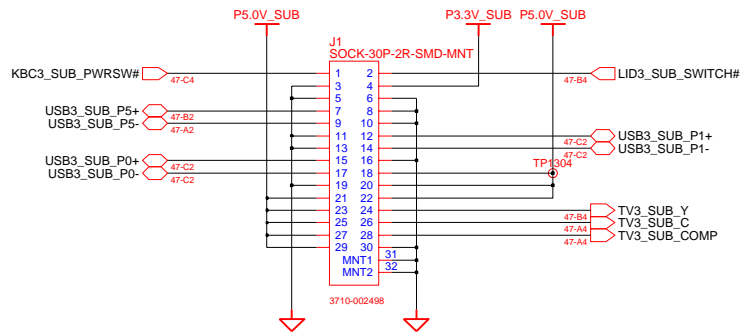 P5.0V_SUB P3.3V_SUB P5.0V_SUB
J1
SOCK-30P-2R-SMD-MNT
KBC3_SUB_PWRSW# 47-C4 1 2 47-B4 LID3_SUB_SWITCH#
3 4
5 6
USB3_SUB_P5+ 47-B2 7 8
USB3_SUB_P5- 47-A2 9 10
11 12 47-C2 USB3_SUB_P1+
13 14 47-C2 USB3_SUB_P1-
USB3_SUB_P0+ 47-C2 15 16
TP1304
USB3_SUB_P0- 47-C2 17 18
19 20
21 22
23 24 47-B4 TV3_SUB_Y
25 26 47-A4 TV3_SUB_C
27 28 47-A4 TV3_SUB_COMP
29 30
MNT1 31
MNT2 32
3710-002498